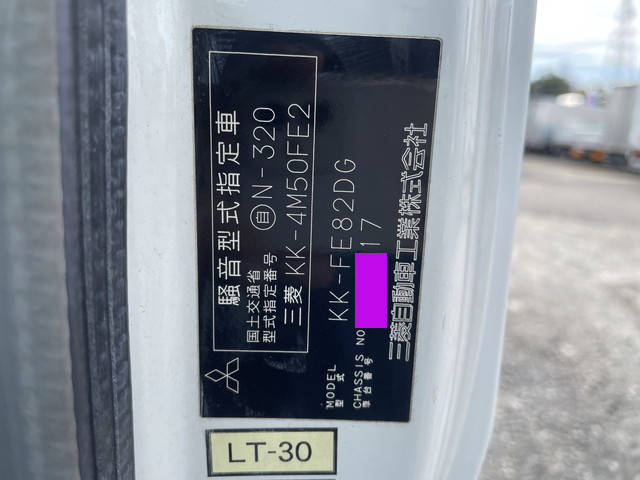 騒音型式指定車
国土交通省
型式指定番号 自 N-320
三菱 KK-4M50FE2
MODEL
型式 KK-FE82DG
CHASSIS NO
車台番号 17
三菱自動車工業株式会社
LT-30